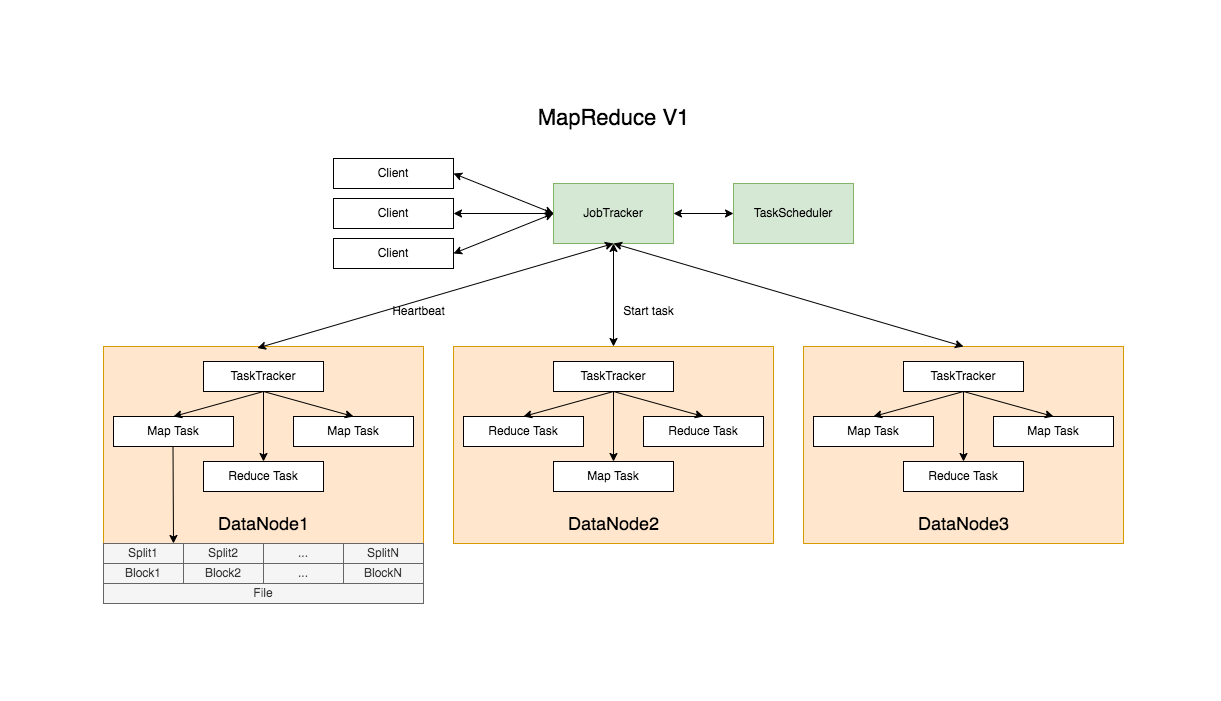 MapReduce V1
Client
Client
Client
JobTracker
TaskScheduler
Heartbeat
Start task
TaskTracker
Map Task
Map Task
Reduce Task
DataNode1
TaskTracker
Reduce Task
Reduce Task
Map Task
DataNode2
TaskTracker
Map Task
Map Task
Reduce Task
DataNode3
Split1 Split2 ... SplitN
Block1 Block2 ... BlockN
File